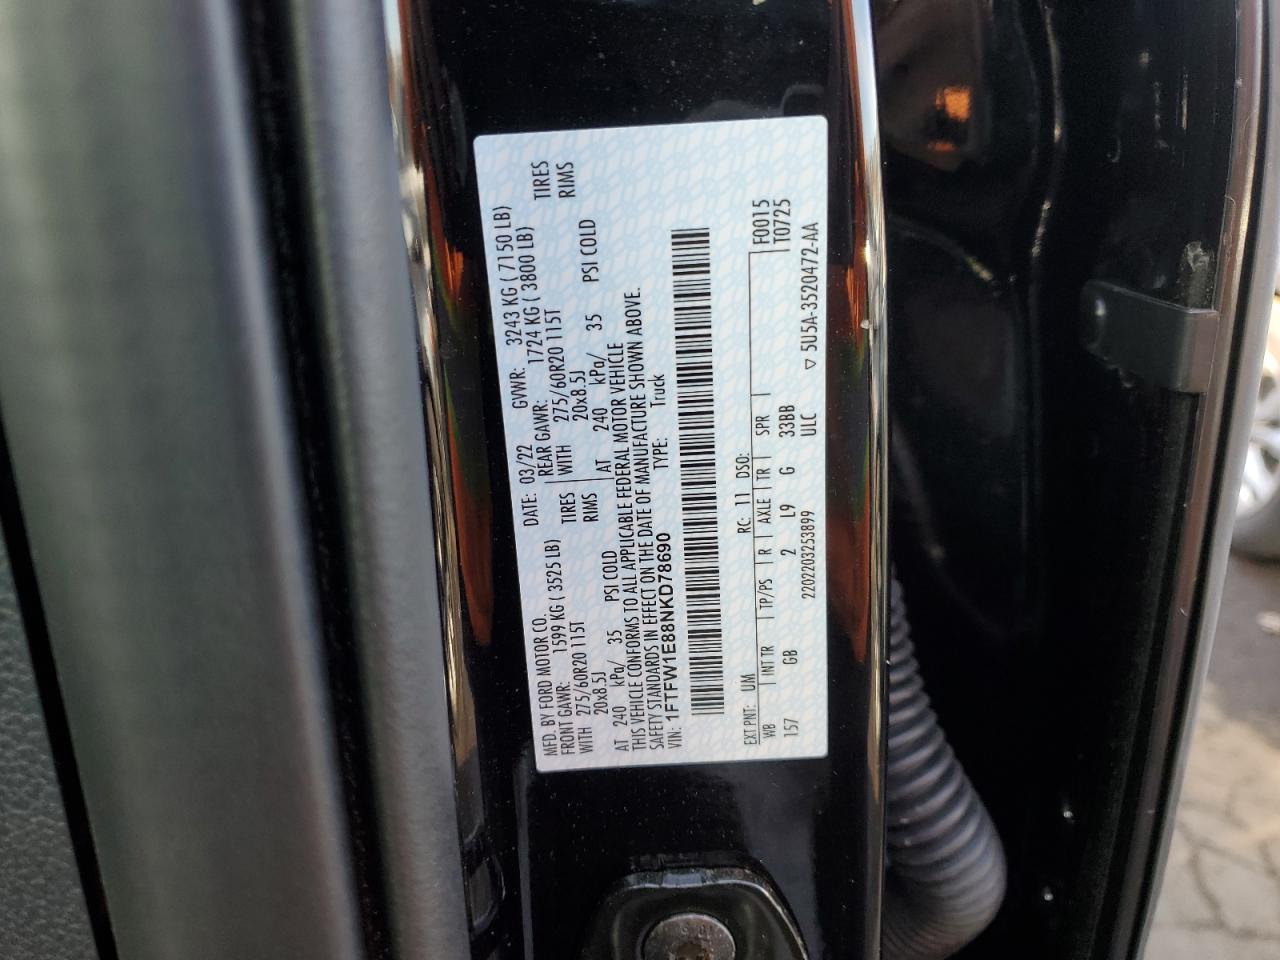 MFD. BY FORD MOTOR CO.
DATE: 03/22 GVWR: 3243 KG ( 7150 LB)
FRONT GAWR: 1599 KG ( 3525 LB)
REAR GAWR: 1724 KG ( 3800 LB)
WITH 275/60R20 115T TIRES
WITH 275/60R20 115T TIRES
20x8.5J RIMS
20x8.5J RIMS
AT 240 kPa/ 35 PSI COLD
AT 240 kPa/ 35 PSI COLD
THIS VEHICLE CONFORMS TO ALL APPLICABLE FEDERAL MOTOR VEHICLE
SAFETY STANDARDS IN EFFECT ON THE DATE OF MANUFACTURE SHOWN ABOVE.
VIN: 1FTFW1E88NKD78690 TYPE: Truck
EXT PNT: UM RC: 11 DSO: F0015
WB INT TR TP/PS R AXLE TR SPR T0725
157 GB 2 L9 G 33BB
2202203253899 ULC ▽ 5U5A-3520472-AA